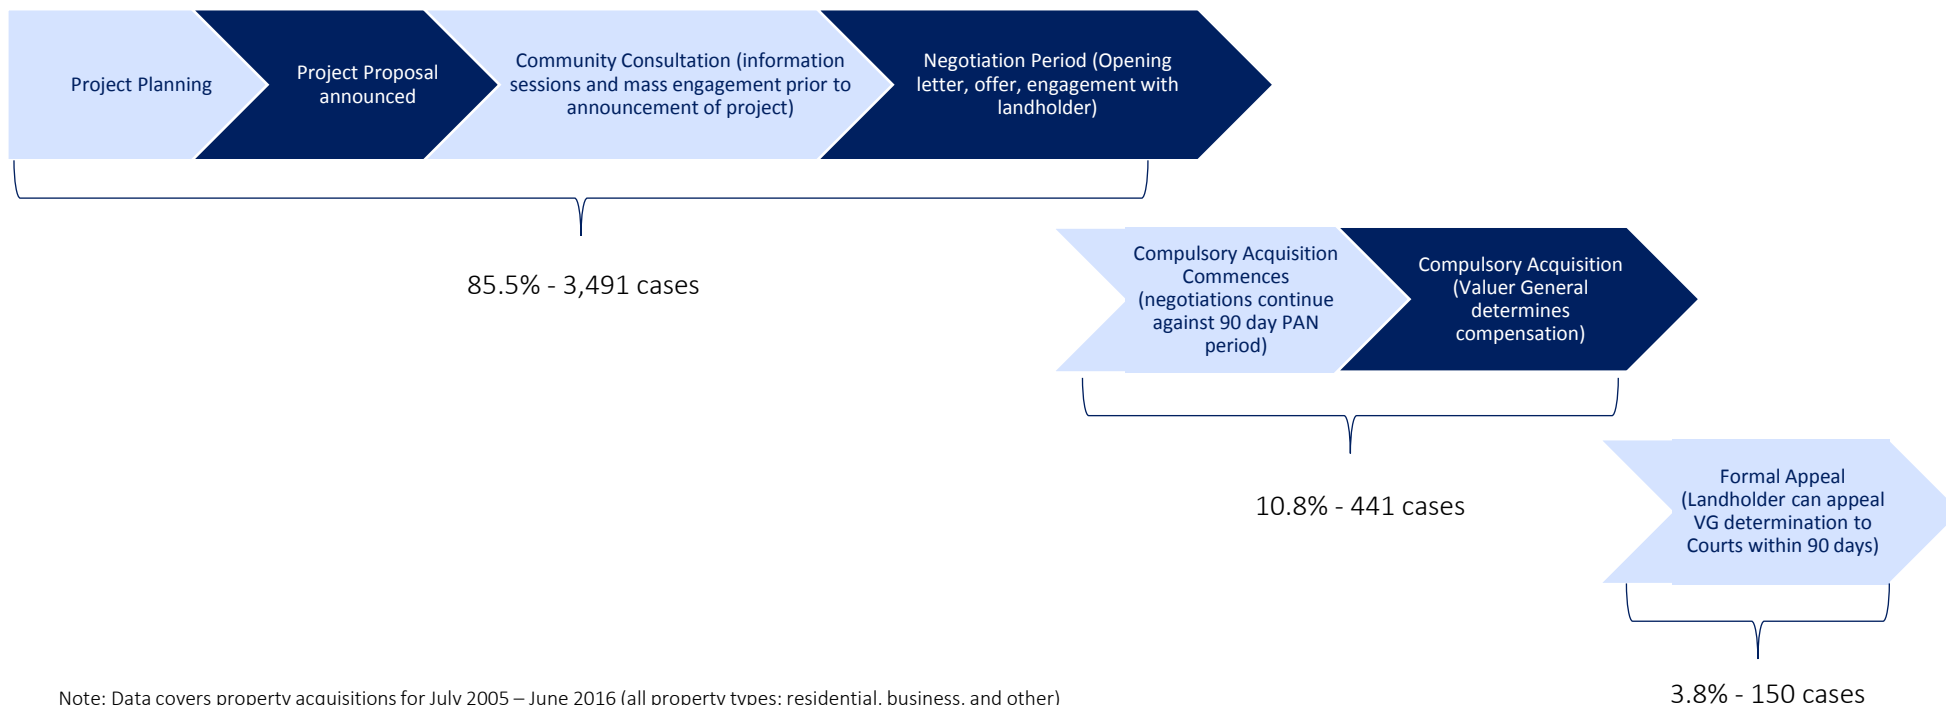 Project Planning
Project Proposal
announced
Community Consultation (information
sessions and mass engagement prior to
announcement of project)
Negotiation Period (Opening
letter, offer, engagement with
landholder)
85.5% - 3,491 cases
Compulsory Acquisition
Commences
(negotiations continue
against 90 day PAN
period)
Compulsory Acquisition
(Valuer General
determines
compensation)
10.8% - 441 cases
Formal Appeal
(Landholder can appeal
VG determination to
Courts within 90 days)
3.8% - 150 cases
Note: Data covers property acquisitions for July 2005 – June 2016 (all property types: residential, business, and other)